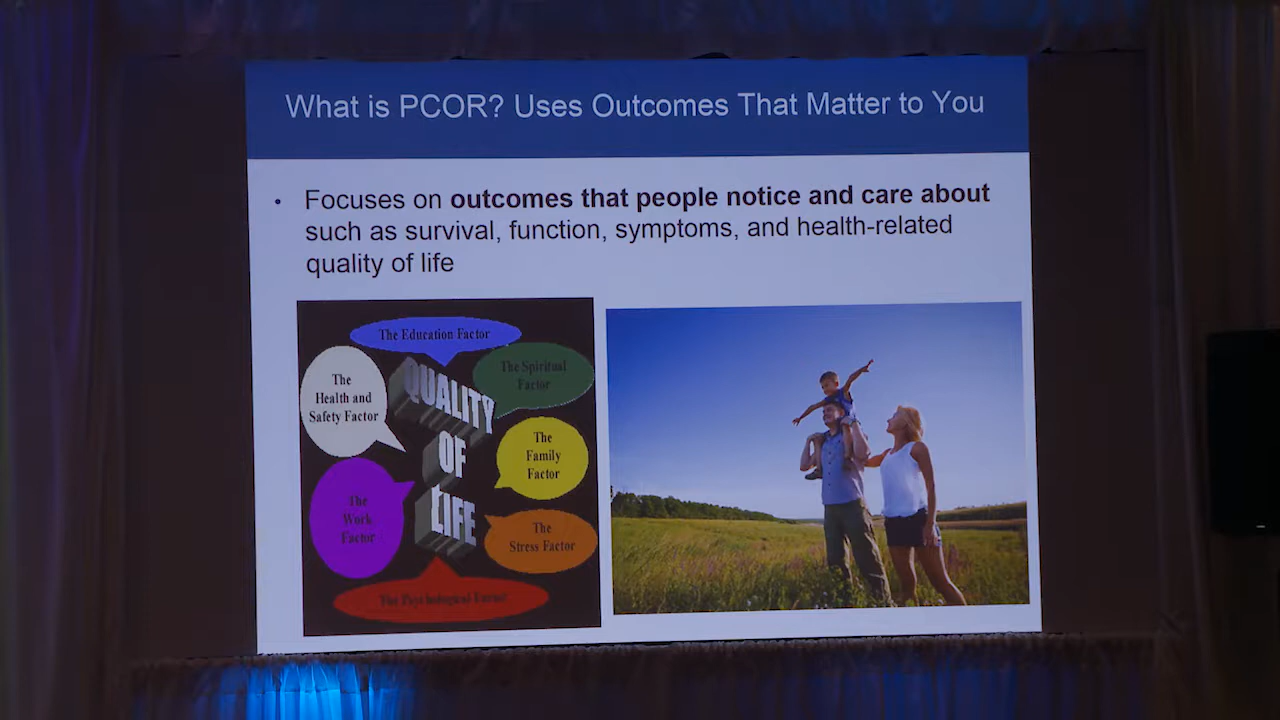 What is PCOR? Uses Outcomes That Matter to You
• Focuses on outcomes that people notice and care about
such as survival, function, symptoms, and health-related
quality of life
The Education Factor
The Spiritual
Factor
The
Health and
Safety Factor
QUALITY
OF
LIFE
The
Family
Factor
The
Work
Factor
The
Stress Factor
The Psychological Factor